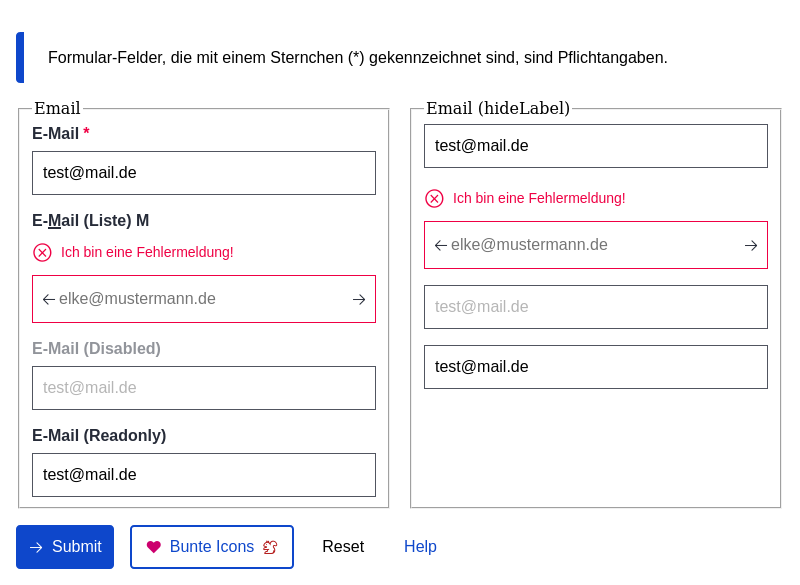 Formular-Felder, die mit einem Sternchen (*) gekennzeichnet sind, sind Pflichtangaben.
Email
E-Mail *
test@mail.de
E-Mail (Liste) M
Ich bin eine Fehlermeldung!
elke@mustermann.de
E-Mail (Disabled)
test@mail.de
E-Mail (Readonly)
test@mail.de
Email (hideLabel)
test@mail.de
Ich bin eine Fehlermeldung!
elke@mustermann.de
test@mail.de
test@mail.de
Submit
Bunte Icons
Reset
Help